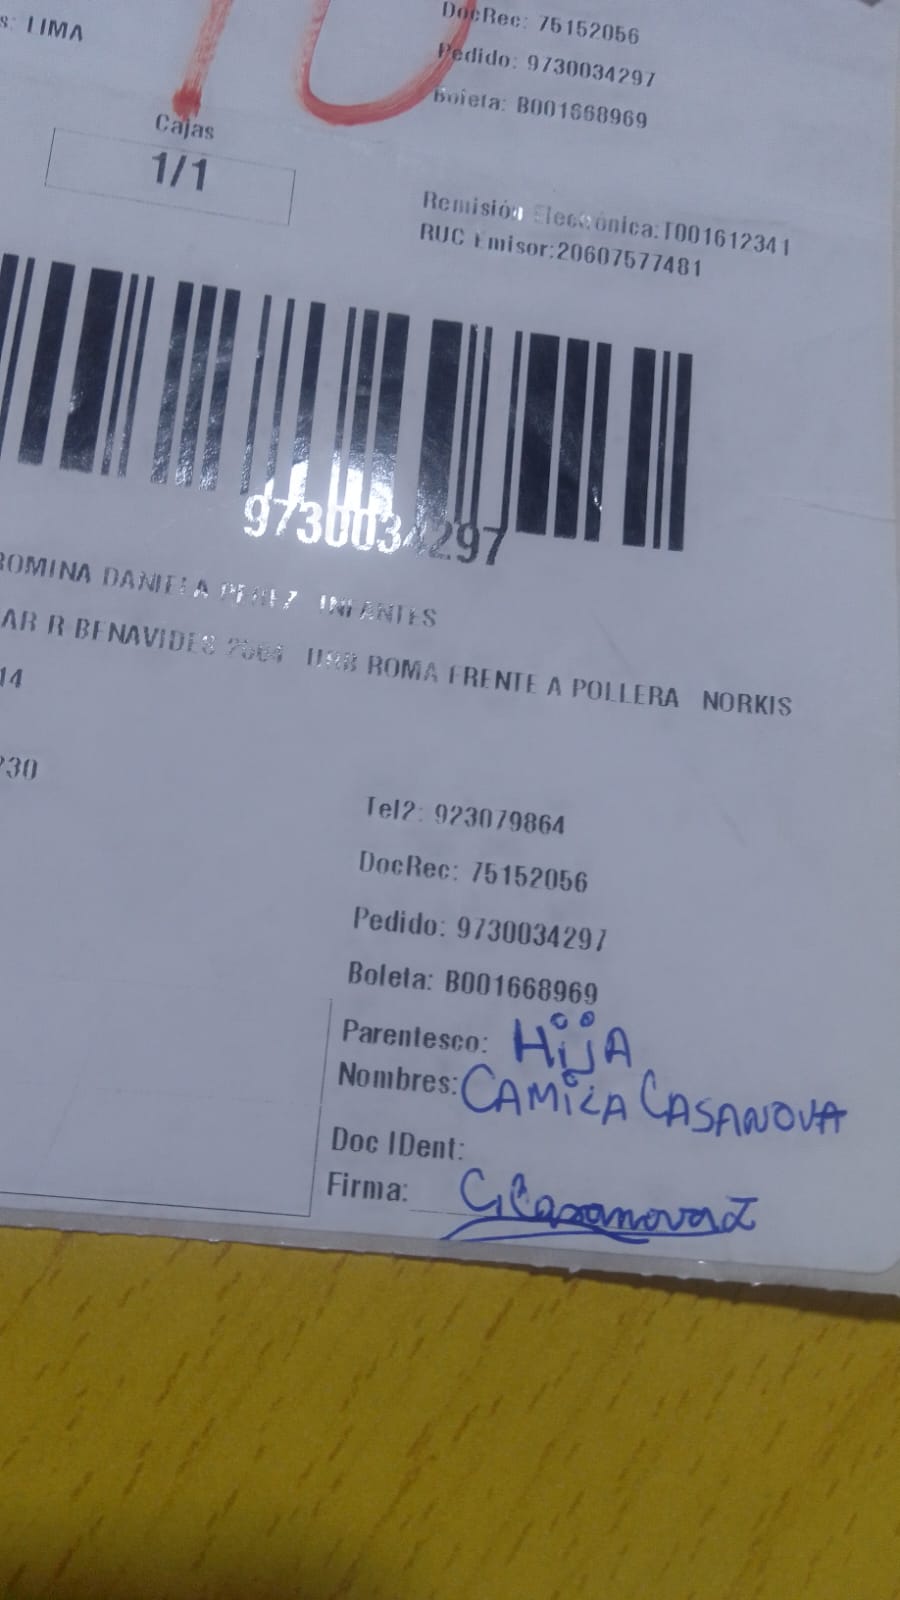 s: LIMA
DocRec: 75152056
Pedido: 9730034297
Boleta: B001668969
Cajas
1/1
Remisión Electrónica:T001612341
RUC Emisor:20607577481
9730034297
ROMINA DANIELA PEREZ INFANTES
AR R BENAVIDES URB ROMA FRENTE A POLLERA NORKIS
14
230
Tel2: 923079864
DocRec: 75152056
Pedido: 9730034297
Boleta: B001668969
Parentesco: HijA
Nombres: CAMiLA CASANOVA
Doc IDent:
Firma: CCasanova